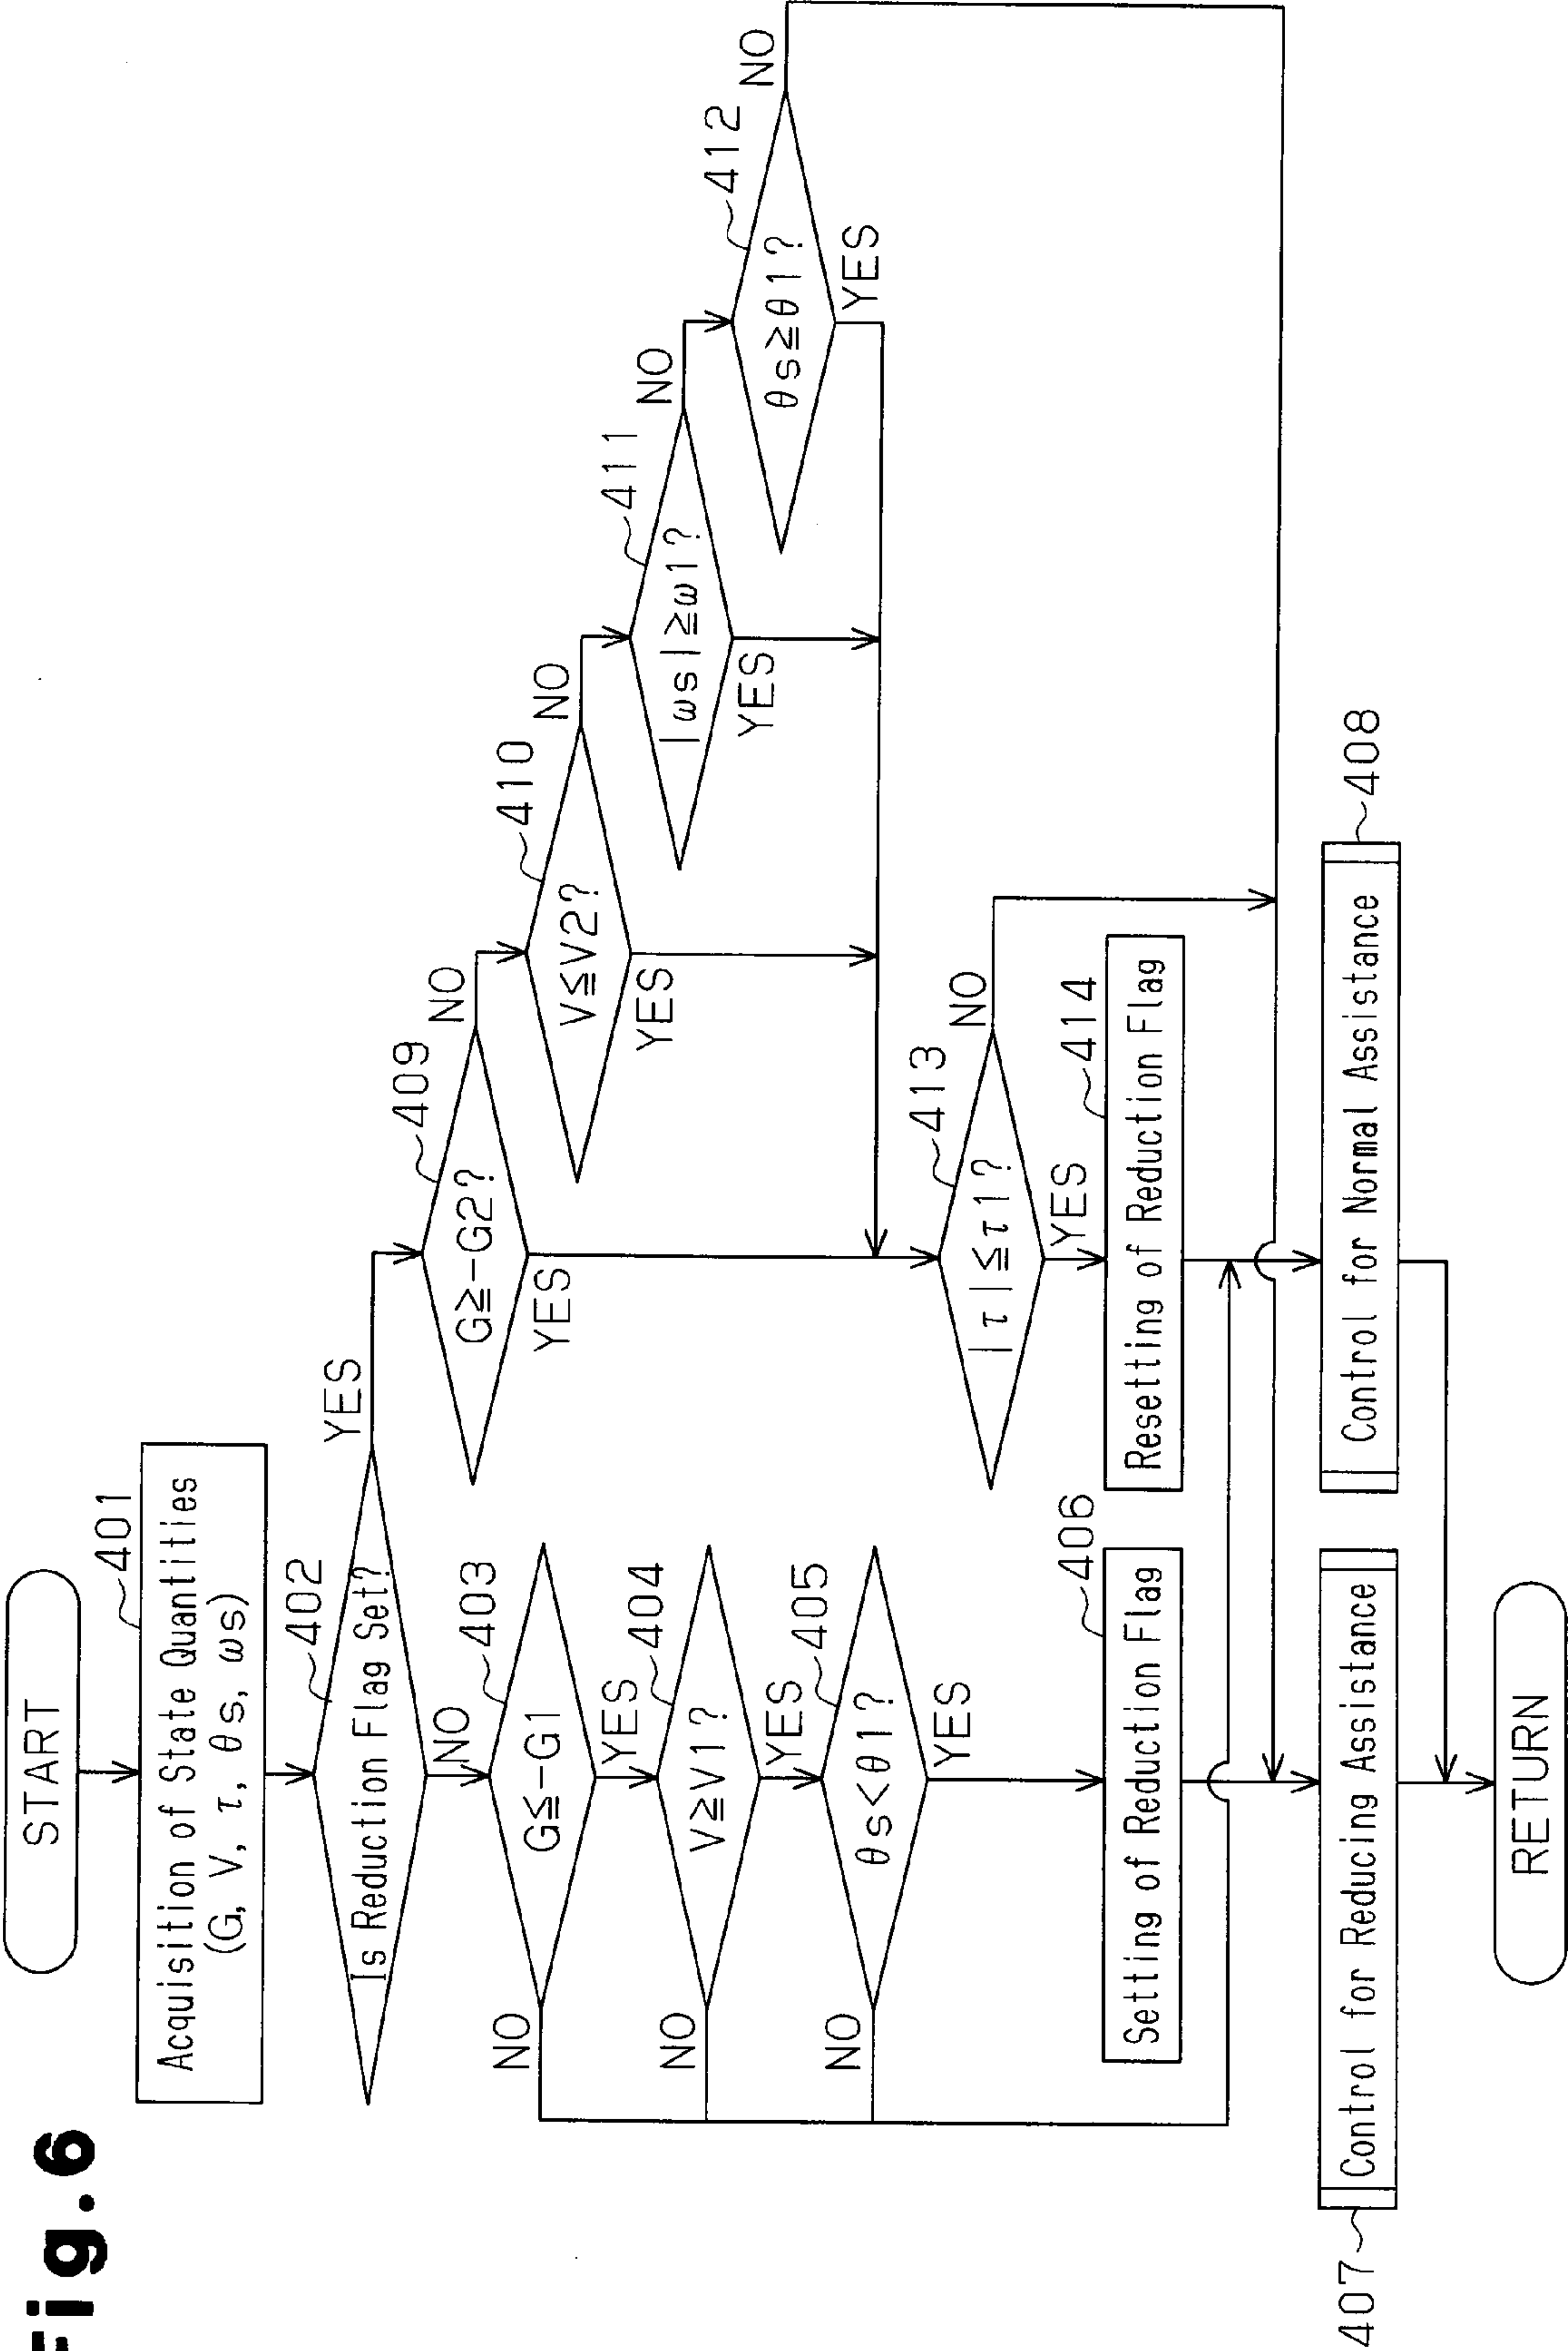 Fig.6
START
401
Acquisition of State Quantities
(G, V, τ, θs, ωs)
402
Is Reduction Flag Set?
YES
NO
403
G≦-G1
NO
YES
404
V≧V1?
NO
YES
405
θs<θ1?
NO
YES
406
Setting of Reduction Flag
407
Control for Reducing Assistance
409
G≧-G2?
NO
YES
410
V≦V2?
NO
YES
411
|ωs|≧ω1?
NO
YES
412
θs≧θ1?
NO
YES
413
|τ|≦τ1?
NO
YES
414
Resetting of Reduction Flag
408
Control for Normal Assistance
RETURN